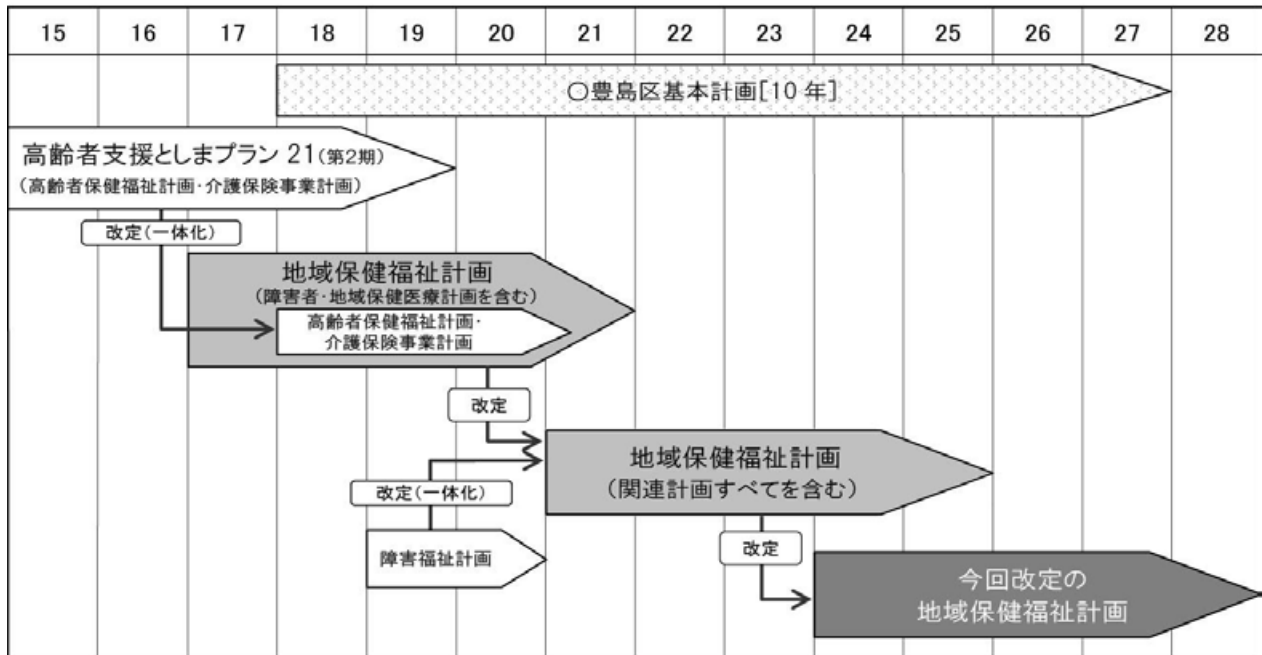 15 16 17 18 19 20 21 22 23 24 25 26 27 28
○豊島区基本計画[10年]
高齢者支援としまプラン 21(第2期)
(高齢者保健福祉計画・介護保険事業計画)
改定(一体化)
地域保健福祉計画
(障害者・地域保健医療計画を含む)
高齢者保健福祉計画・
介護保険事業計画
改定
地域保健福祉計画
(関連計画すべてを含む)
改定(一体化)
障害福祉計画
改定
今回改定の
地域保健福祉計画